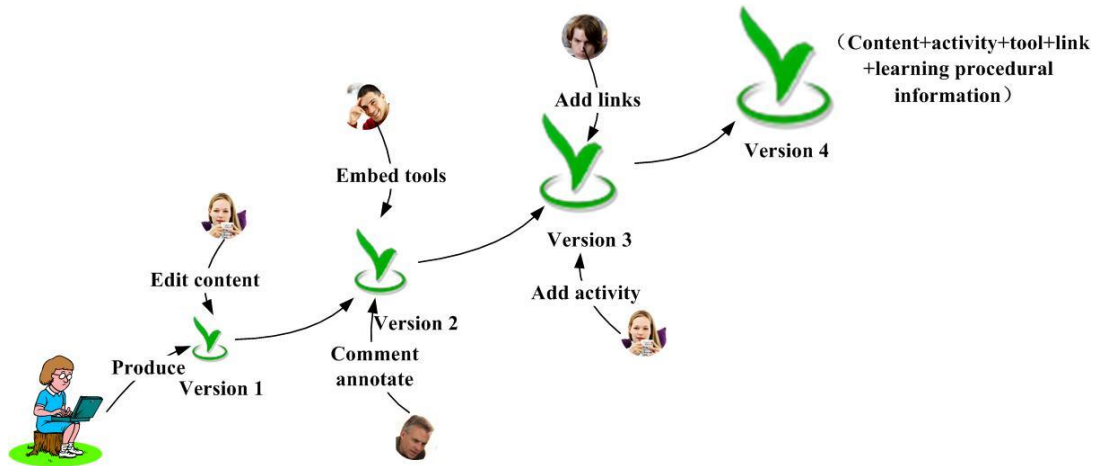 （Content+activity+tool+link
+learning procedural
information）
Add links
Version 4
Embed tools
Version 3
Edit content
Add activity
Version 2
Comment
annotate
Produce
Version 1